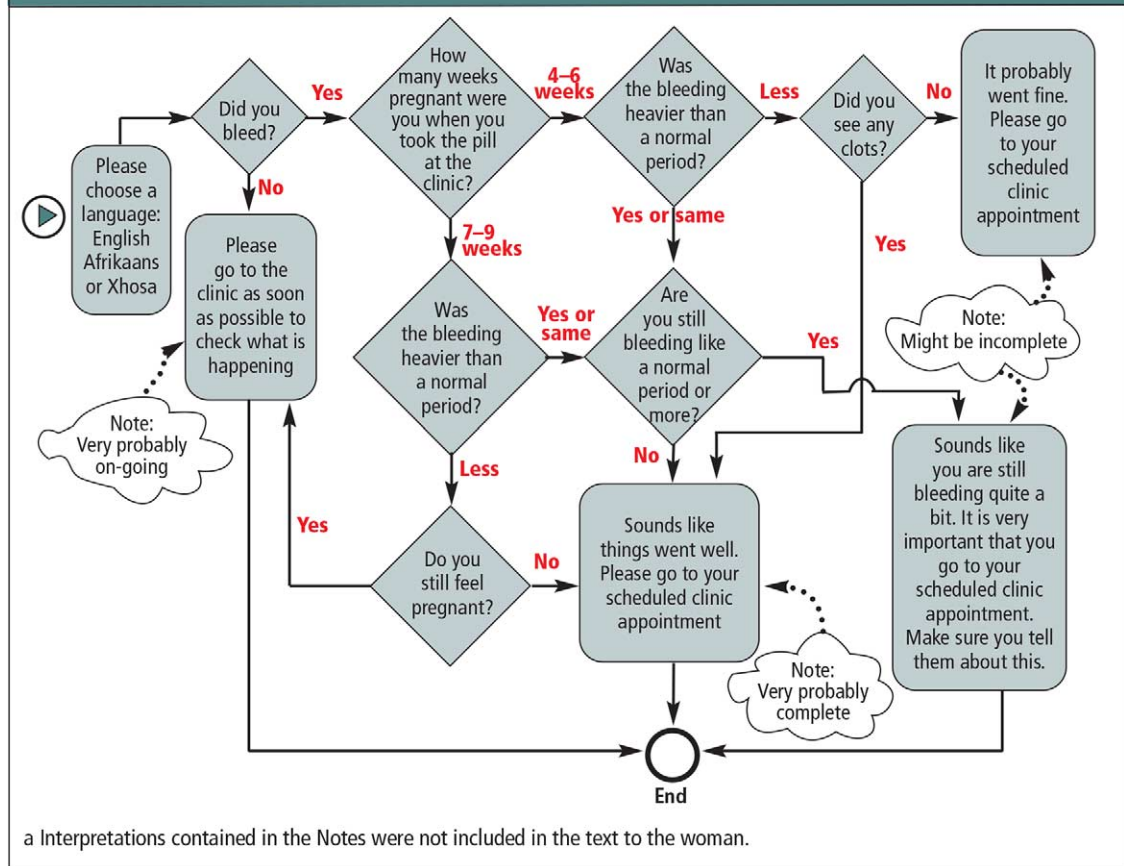 Please
choose a
language:
English
Afrikaans
or Xhosa
Did you
bleed?
Yes
No
Please
go to the
clinic as soon
as possible to
check what is
happening
Note:
Very probably
on-going
How
many weeks
pregnant were
you when you
took the pill
at the
clinic?
4–6
weeks
7–9
weeks
Was
the bleeding
heavier than
a normal
period?
Less
Yes or same
Did you
see any
clots?
No
Yes
It probably
went fine.
Please go
to your
scheduled
clinic
appointment
Note:
Might be incomplete
Was
the bleeding
heavier than
a normal
period?
Yes or
same
Less
Are
you still
bleeding like
a normal
period or
more?
Yes
No
Do you
still feel
pregnant?
Yes
No
Sounds like
things went well.
Please go to your
scheduled clinic
appointment
Note:
Very probably
complete
Sounds like
you are still
bleeding quite a
bit. It is very
important that you
go to your
scheduled clinic
appointment.
Make sure you tell
them about this.
End
a Interpretations contained in the Notes were not included in the text to the woman.